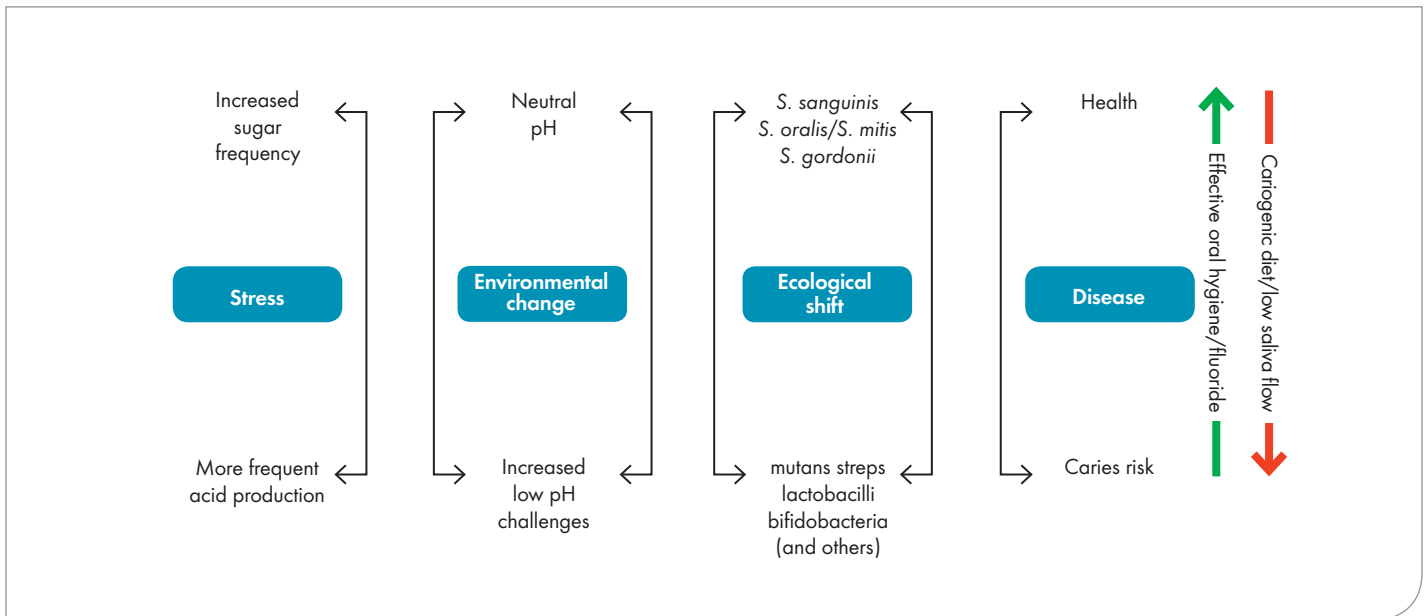 Increased
sugar
frequency
Stress
More frequent
acid production
Neutral
pH
Environmental
change
Increased
low pH
challenges
S. sanguinis
S. oralis/S. mitis
S. gordonii
Ecological
shift
mutans streps
lactobacilli
bifidobacteria
(and others)
Health
Disease
Caries risk
Effective oral hygiene/fluoride
Cariogenic diet/low saliva flow